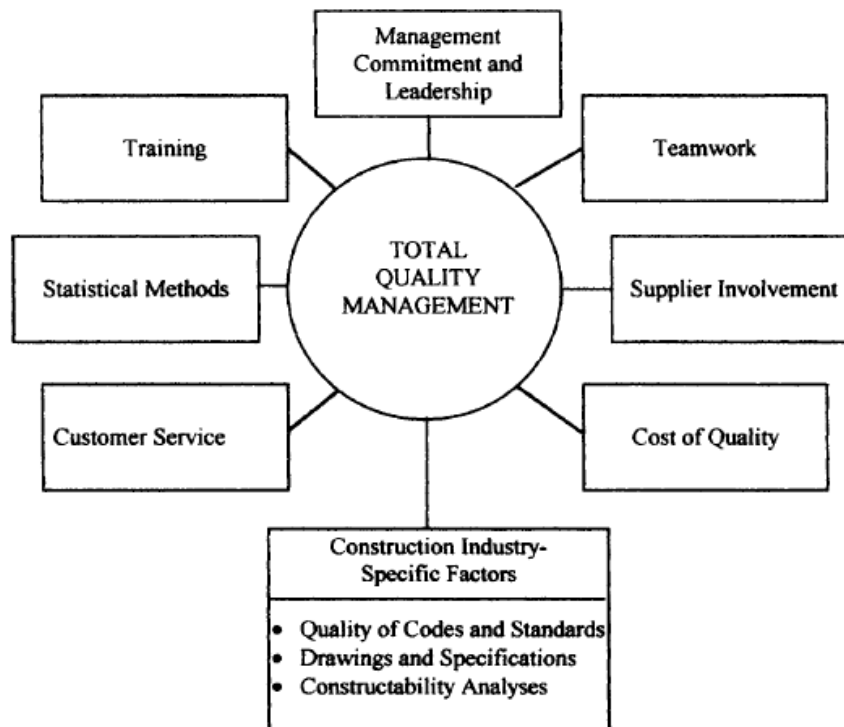 Management
Commitment and
Leadership
Training
Teamwork
TOTAL
QUALITY
MANAGEMENT
Statistical Methods
Supplier Involvement
Customer Service
Cost of Quality
Construction Industry-
Specific Factors
• Quality of Codes and Standards
• Drawings and Specifications
• Constructability Analyses